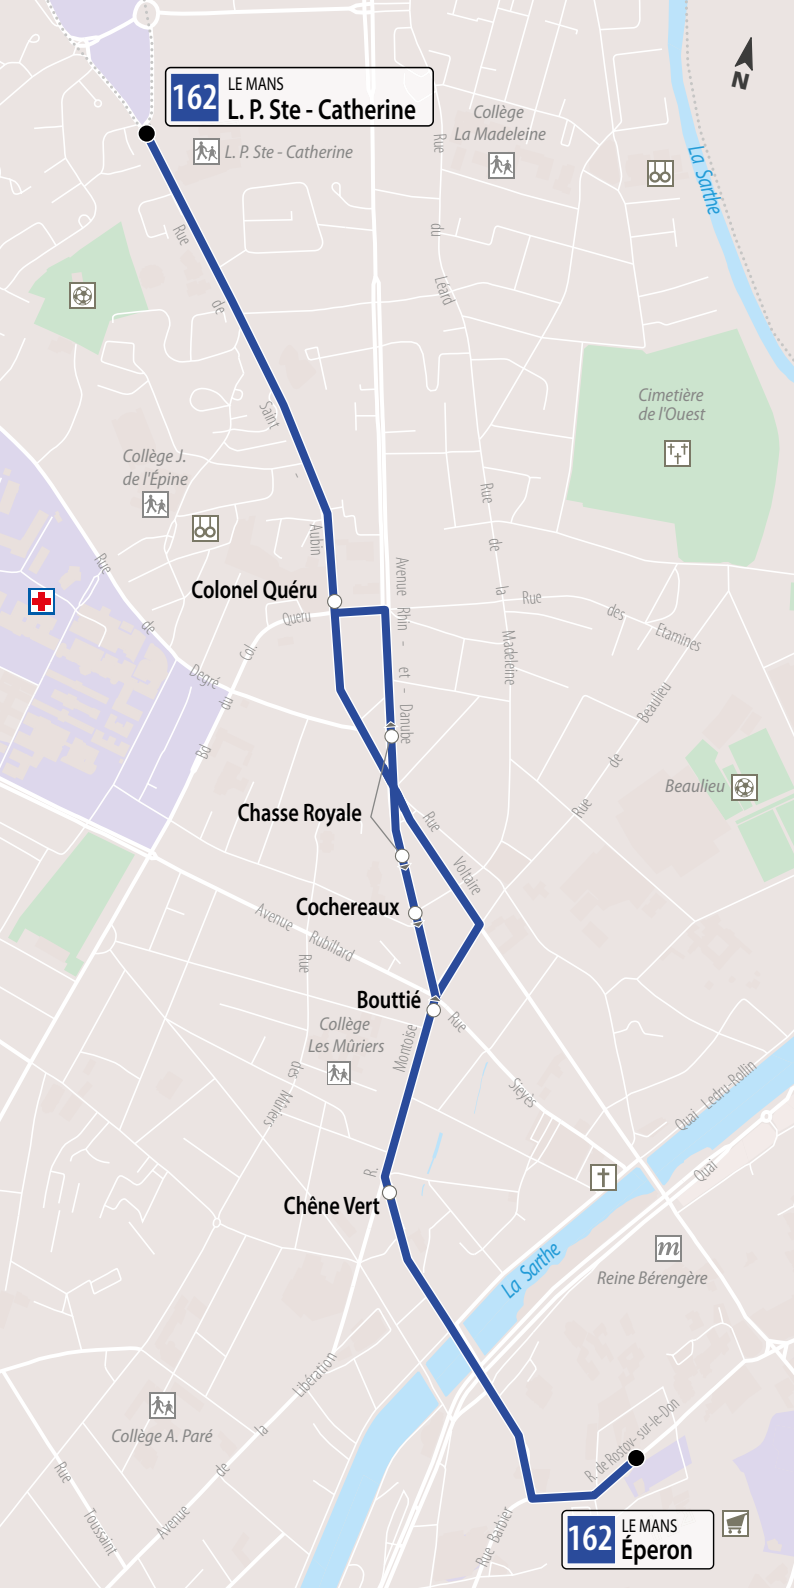 162
LE MANS
L. P. Ste - Catherine
N
Collège
La Madeleine
L. P. Ste - Catherine
La Sarthe
Rue
du
Léard
Rue
de
Saint
-
Aubin
Cimetière
de l'Ouest
Collège J.
de l'Épine
Rue
de
la
Madeleine
Rue
de
Degré
Colonel Quéru
Col.
Queru
Bd
du
Avenue Rhin - et - Danube
Rue
des
Etamines
Rue
de
Beaulieu
Beaulieu
Chasse Royale
Rue
Voltaire
Cochereaux
Avenue
Rubillard
Rue
des
Mûriers
Bouttié
Collège
Les Mûriers
R.
Montoise
Rue
Sieyès
Quai Ledru-Rollin
Quai
Chêne Vert
La Sarthe
m
Reine Bérengère
Collège A. Paré
Avenue
de
la
Libération
Rue
Toussaint
R. de Rostov- sur-le-Don
Rue Barbier
162
LE MANS
Éperon